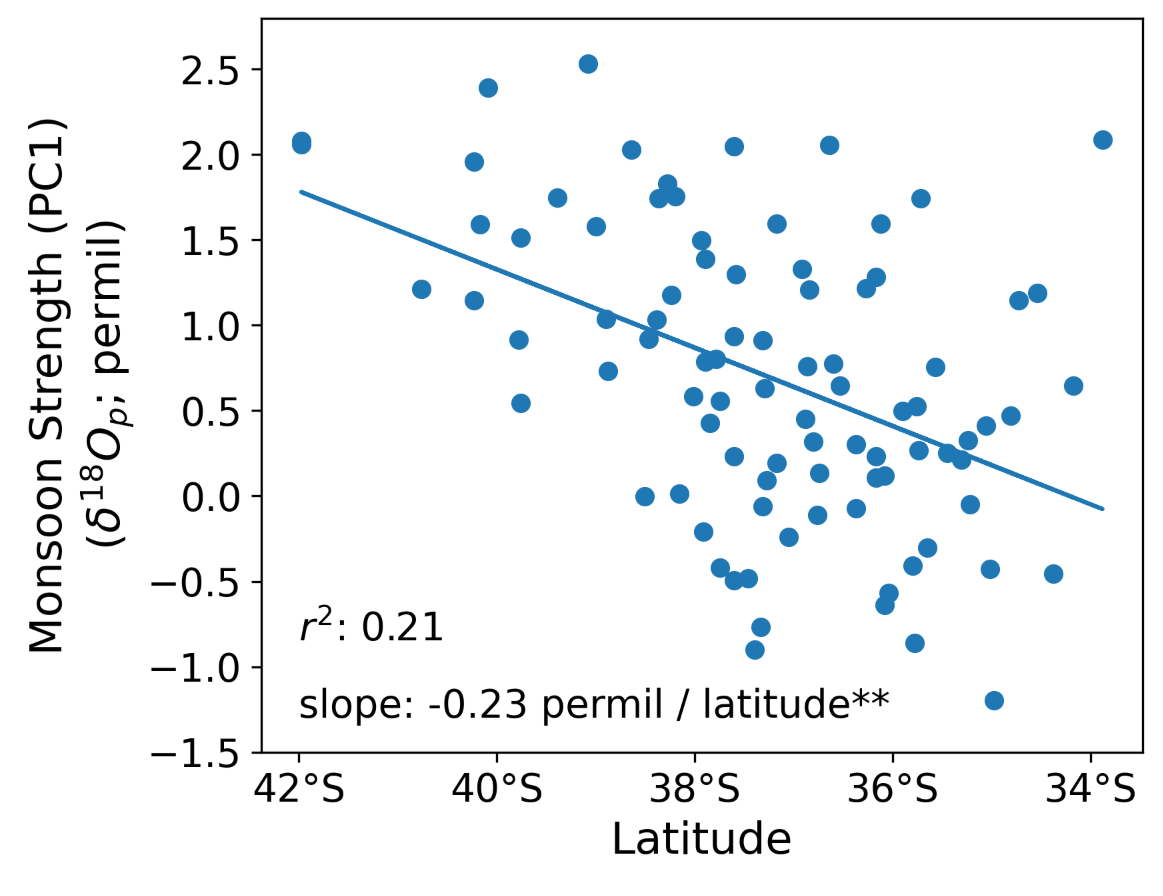 Monsoon Strength (PC1)
(δ¹⁸Oₚ; permil)
2.5
2.0
1.5
1.0
0.5
0.0
−0.5
−1.0
−1.5
r²: 0.21
slope: -0.23 permil / latitude**
42°S 40°S 38°S 36°S 34°S
Latitude